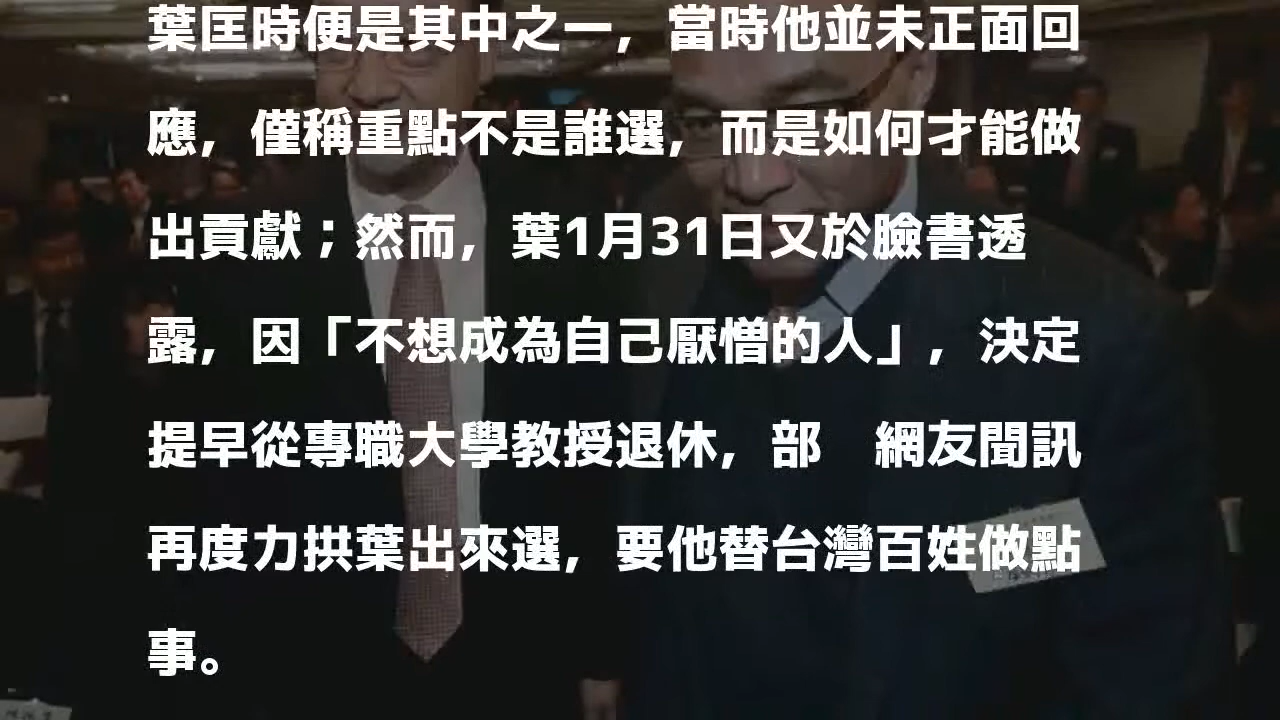 葉匡時便是其中之一，當時他並未正面回
應，僅稱重點不是誰選，而是如何才能做
出貢獻；然而，葉1月31日又於臉書透
露，因「不想成為自己厭憎的人」，決定
提早從專職大學教授退休，部　網友聞訊
再度力拱葉出來選，要他替台灣百姓做點
事。